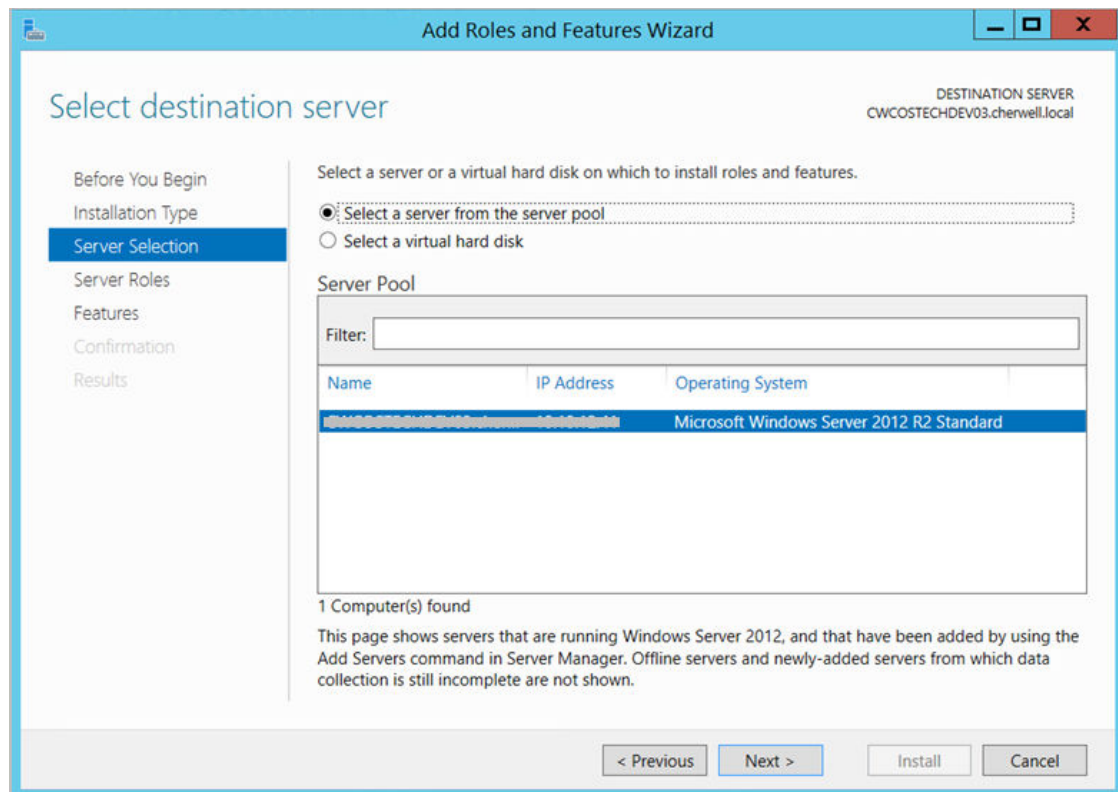 Add Roles and Features Wizard
Select destination server
DESTINATION SERVER
CWCOSTECHDEV03.cherwell.local
Before You Begin
Installation Type
Server Selection
Server Roles
Features
Confirmation
Results
Select a server or a virtual hard disk on which to install roles and features.
Select a server from the server pool
Select a virtual hard disk
Server Pool
Filter:
Name IP Address Operating System
Microsoft Windows Server 2012 R2 Standard
1 Computer(s) found
This page shows servers that are running Windows Server 2012, and that have been added by using the
Add Servers command in Server Manager. Offline servers and newly-added servers from which data
collection is still incomplete are not shown.
< Previous Next > Install Cancel